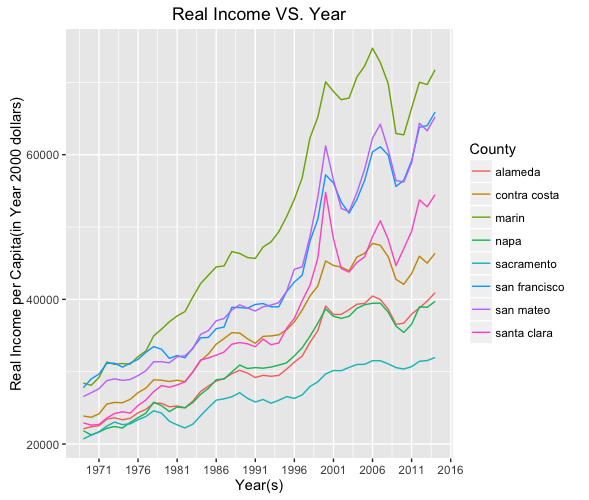 Real Income VS. Year
Real Income per Capita(in Year 2000 dollars)
60000
40000
20000
1971 1976 1981 1986 1991 1996 2001 2006 2011 2016
Year(s)
County
alameda
contra costa
marin
napa
sacramento
san francisco
san mateo
santa clara